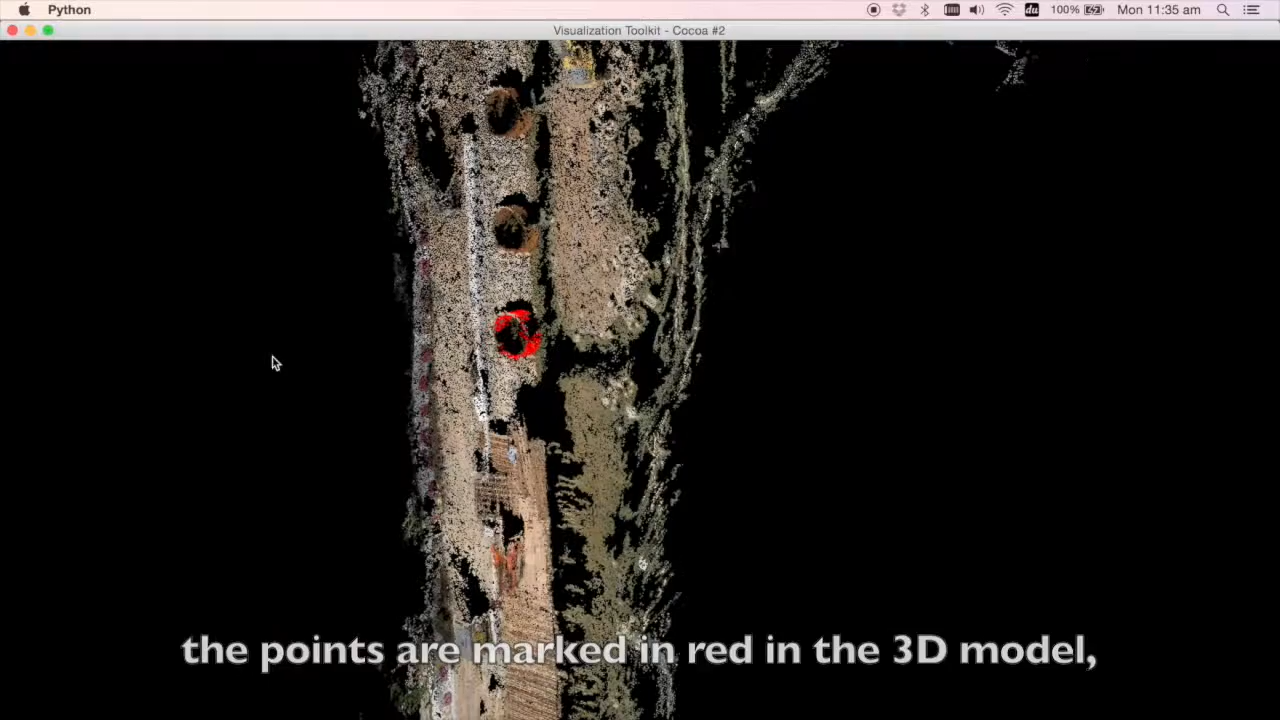 Python
du
100%
Mon 11:35 am
Visualization Toolkit - Cocoa #2
the points are marked in red in the 3D model,